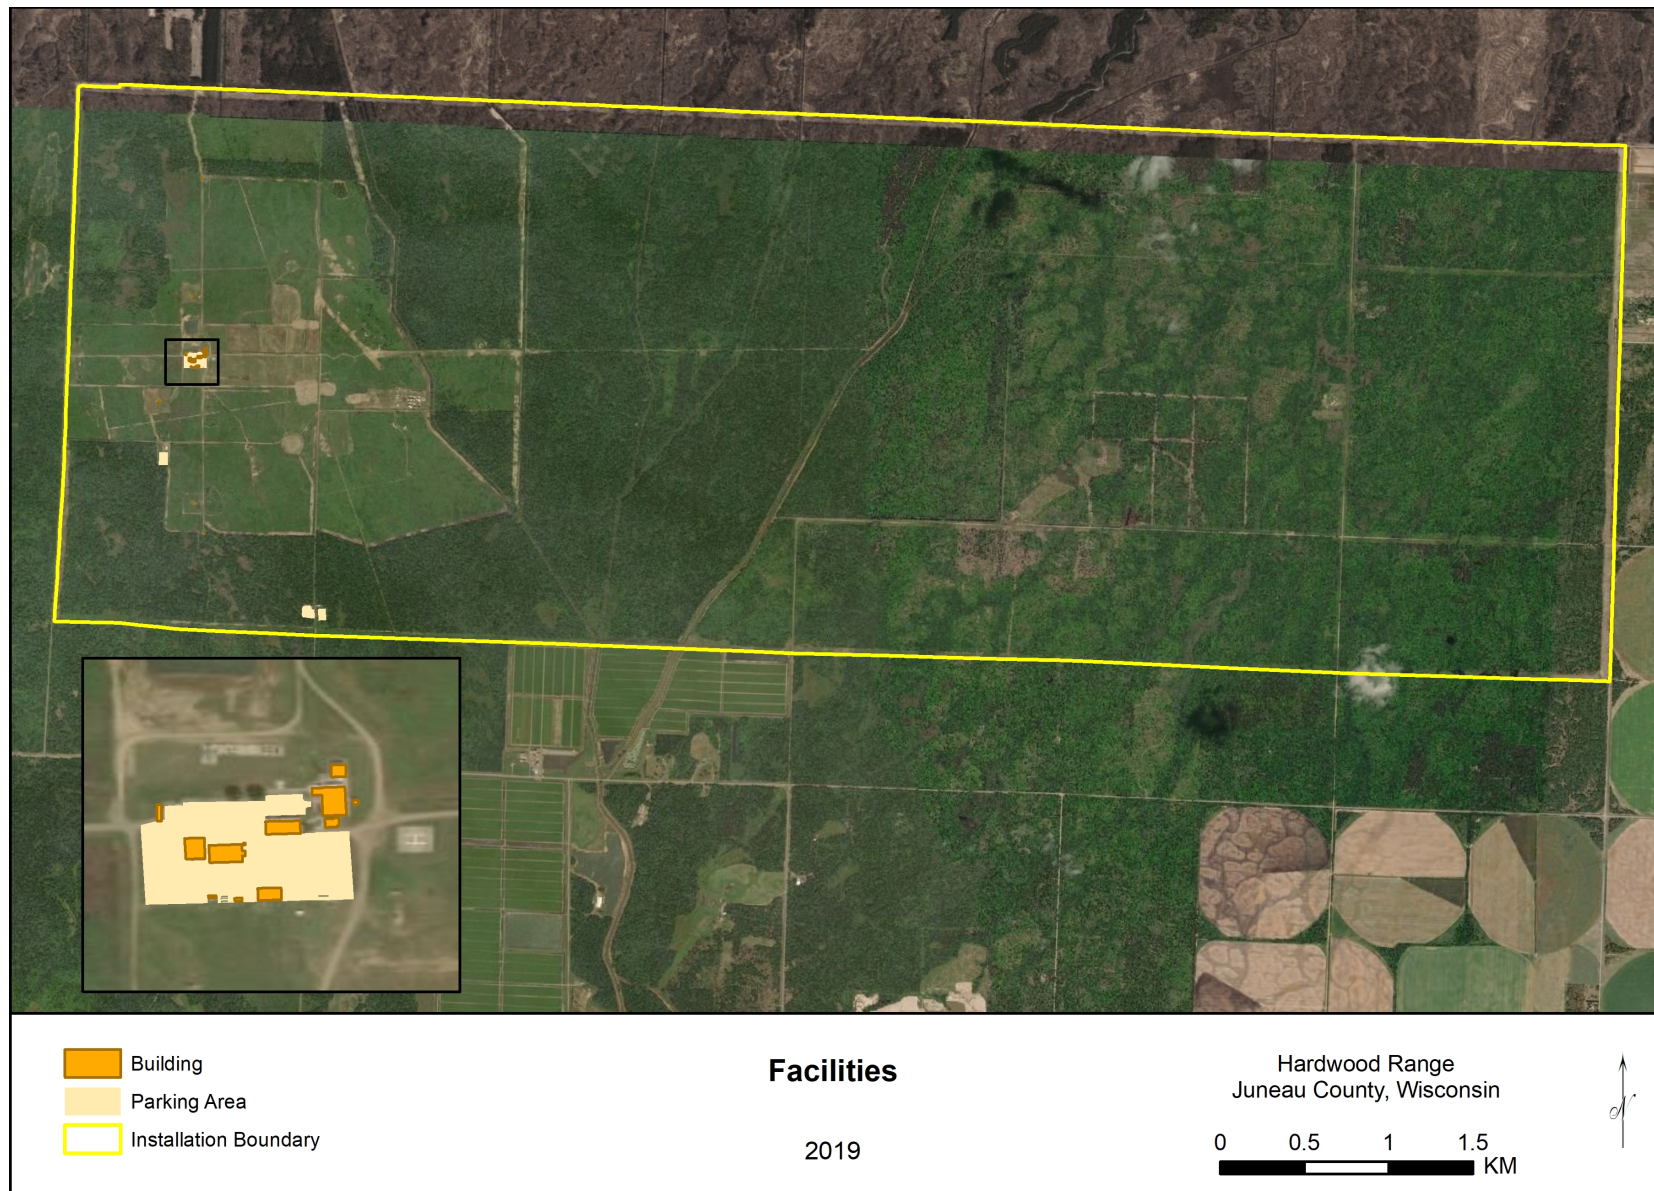 Building
Parking Area
Installation Boundary
Facilities
2019
Hardwood Range
Juneau County, Wisconsin
0 0.5 1 1.5
KM
N